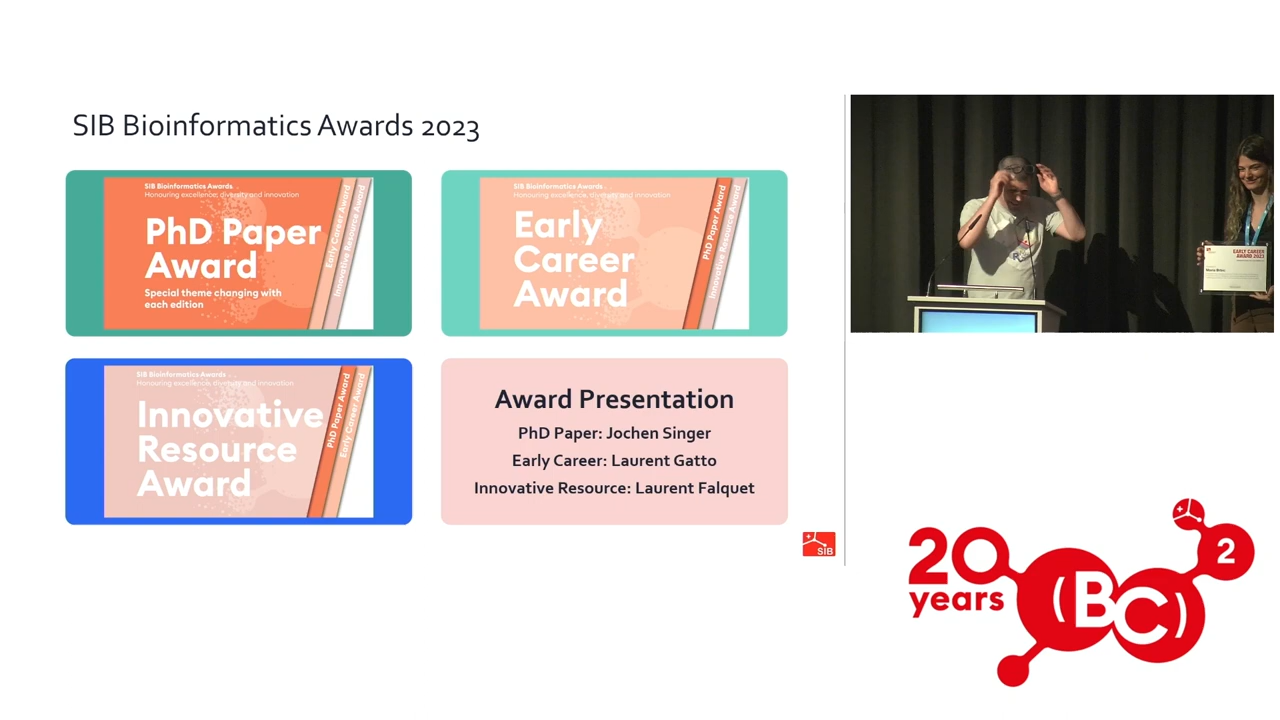 SIB Bioinformatics Awards 2023
SIB Bioinformatics Awards
Honouring excellence, diversity and innovation
PhD Paper
Award
Special theme changing with
each edition
Early Career Award
Innovative Resource Award
SIB Bioinformatics Awards
Honouring excellence, diversity and innovation
Early
Career
Award
PhD Paper Award
Innovative Resource Award
SIB Bioinformatics Awards
Honouring excellence, diversity and innovation
Innovative
Resource
Award
PhD Paper Award
Early Career Award
Award Presentation
PhD Paper: Jochen Singer
Early Career: Laurent Gatto
Innovative Resource: Laurent Falquet
SIB
EARLY CAREER
AWARD 2023
20
years
(BC)
2